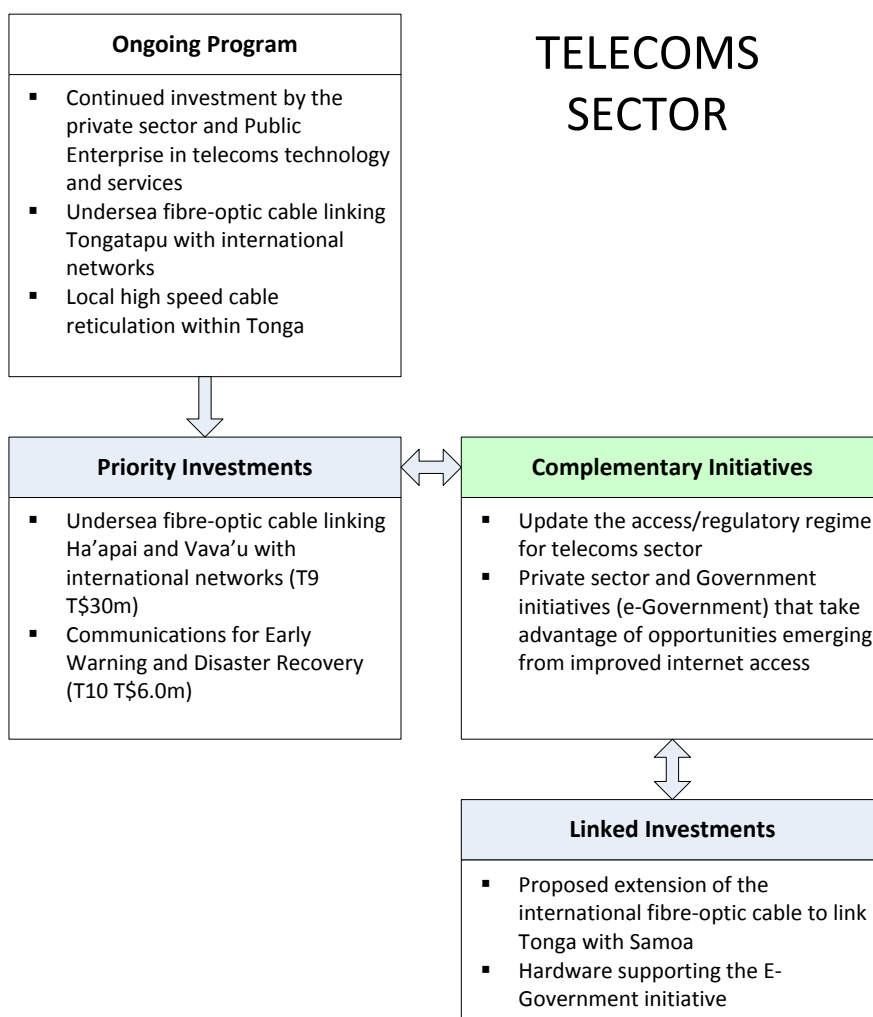 TELECOMS
SECTOR
Ongoing Program
▪ Continued investment by the
private sector and Public
Enterprise in telecoms technology
and services
▪ Undersea fibre-optic cable linking
Tongatapu with international
networks
▪ Local high speed cable
reticulation within Tonga
Priority Investments
▪ Undersea fibre-optic cable linking
Ha’apai and Vava’u with
international networks (T9
T$30m)
▪ Communications for Early
Warning and Disaster Recovery
(T10 T$6.0m)
Complementary Initiatives
▪ Update the access/regulatory regime
for telecoms sector
▪ Private sector and Government
initiatives (e-Government) that take
advantage of opportunities emerging
from improved internet access
Linked Investments
▪ Proposed extension of the
international fibre-optic cable to link
Tonga with Samoa
▪ Hardware supporting the E-
Government initiative